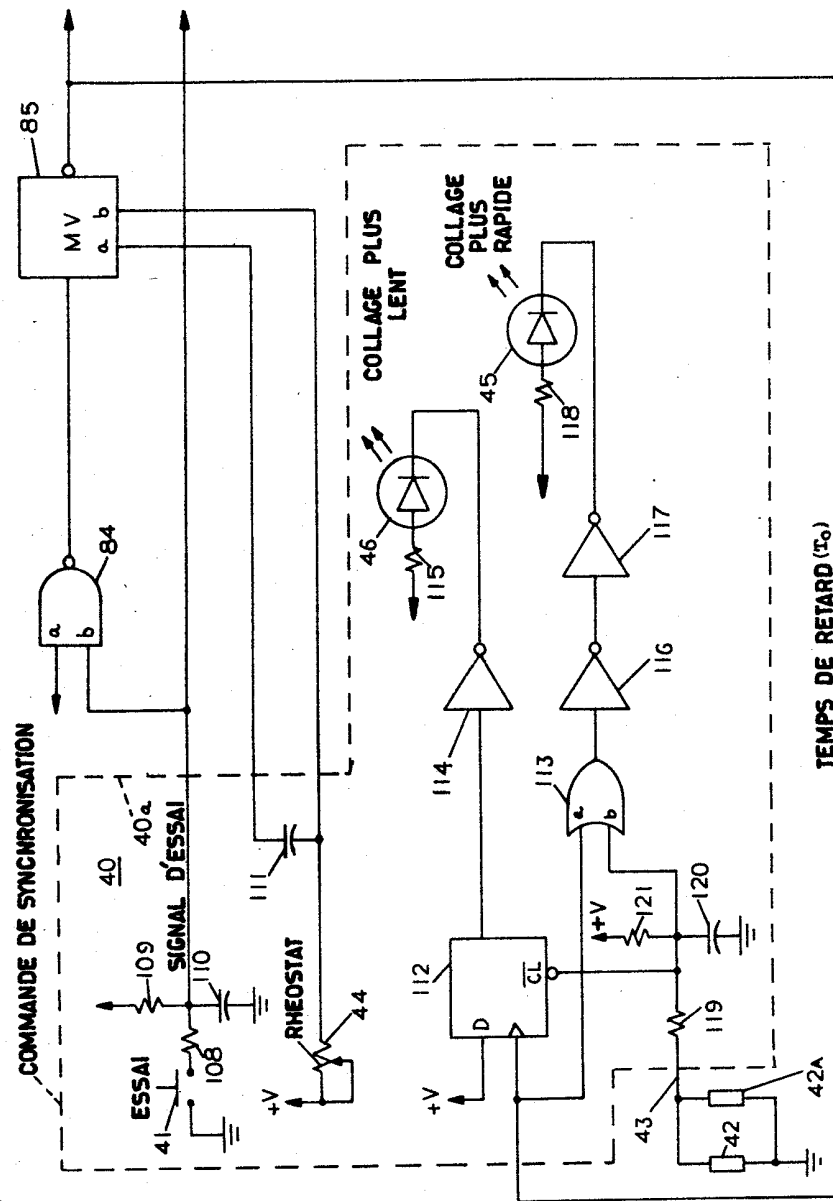 COMMANDE DE SYNCHRONISATION
40a
40
ESSAI
41
108
109
110
SIGNAL D'ESSAI
a
b
84
MV
a
b
85
+V
RHEOSTAT
44
111
COLLAGE PLUS
LENT
46
115
COLLAGE
PLUS
RAPIDE
45
118
+V
D
112
CL
114
a
b
113
116
117
+V
121
120
119
43
42
42A
TEMPS DE RETARD (To)